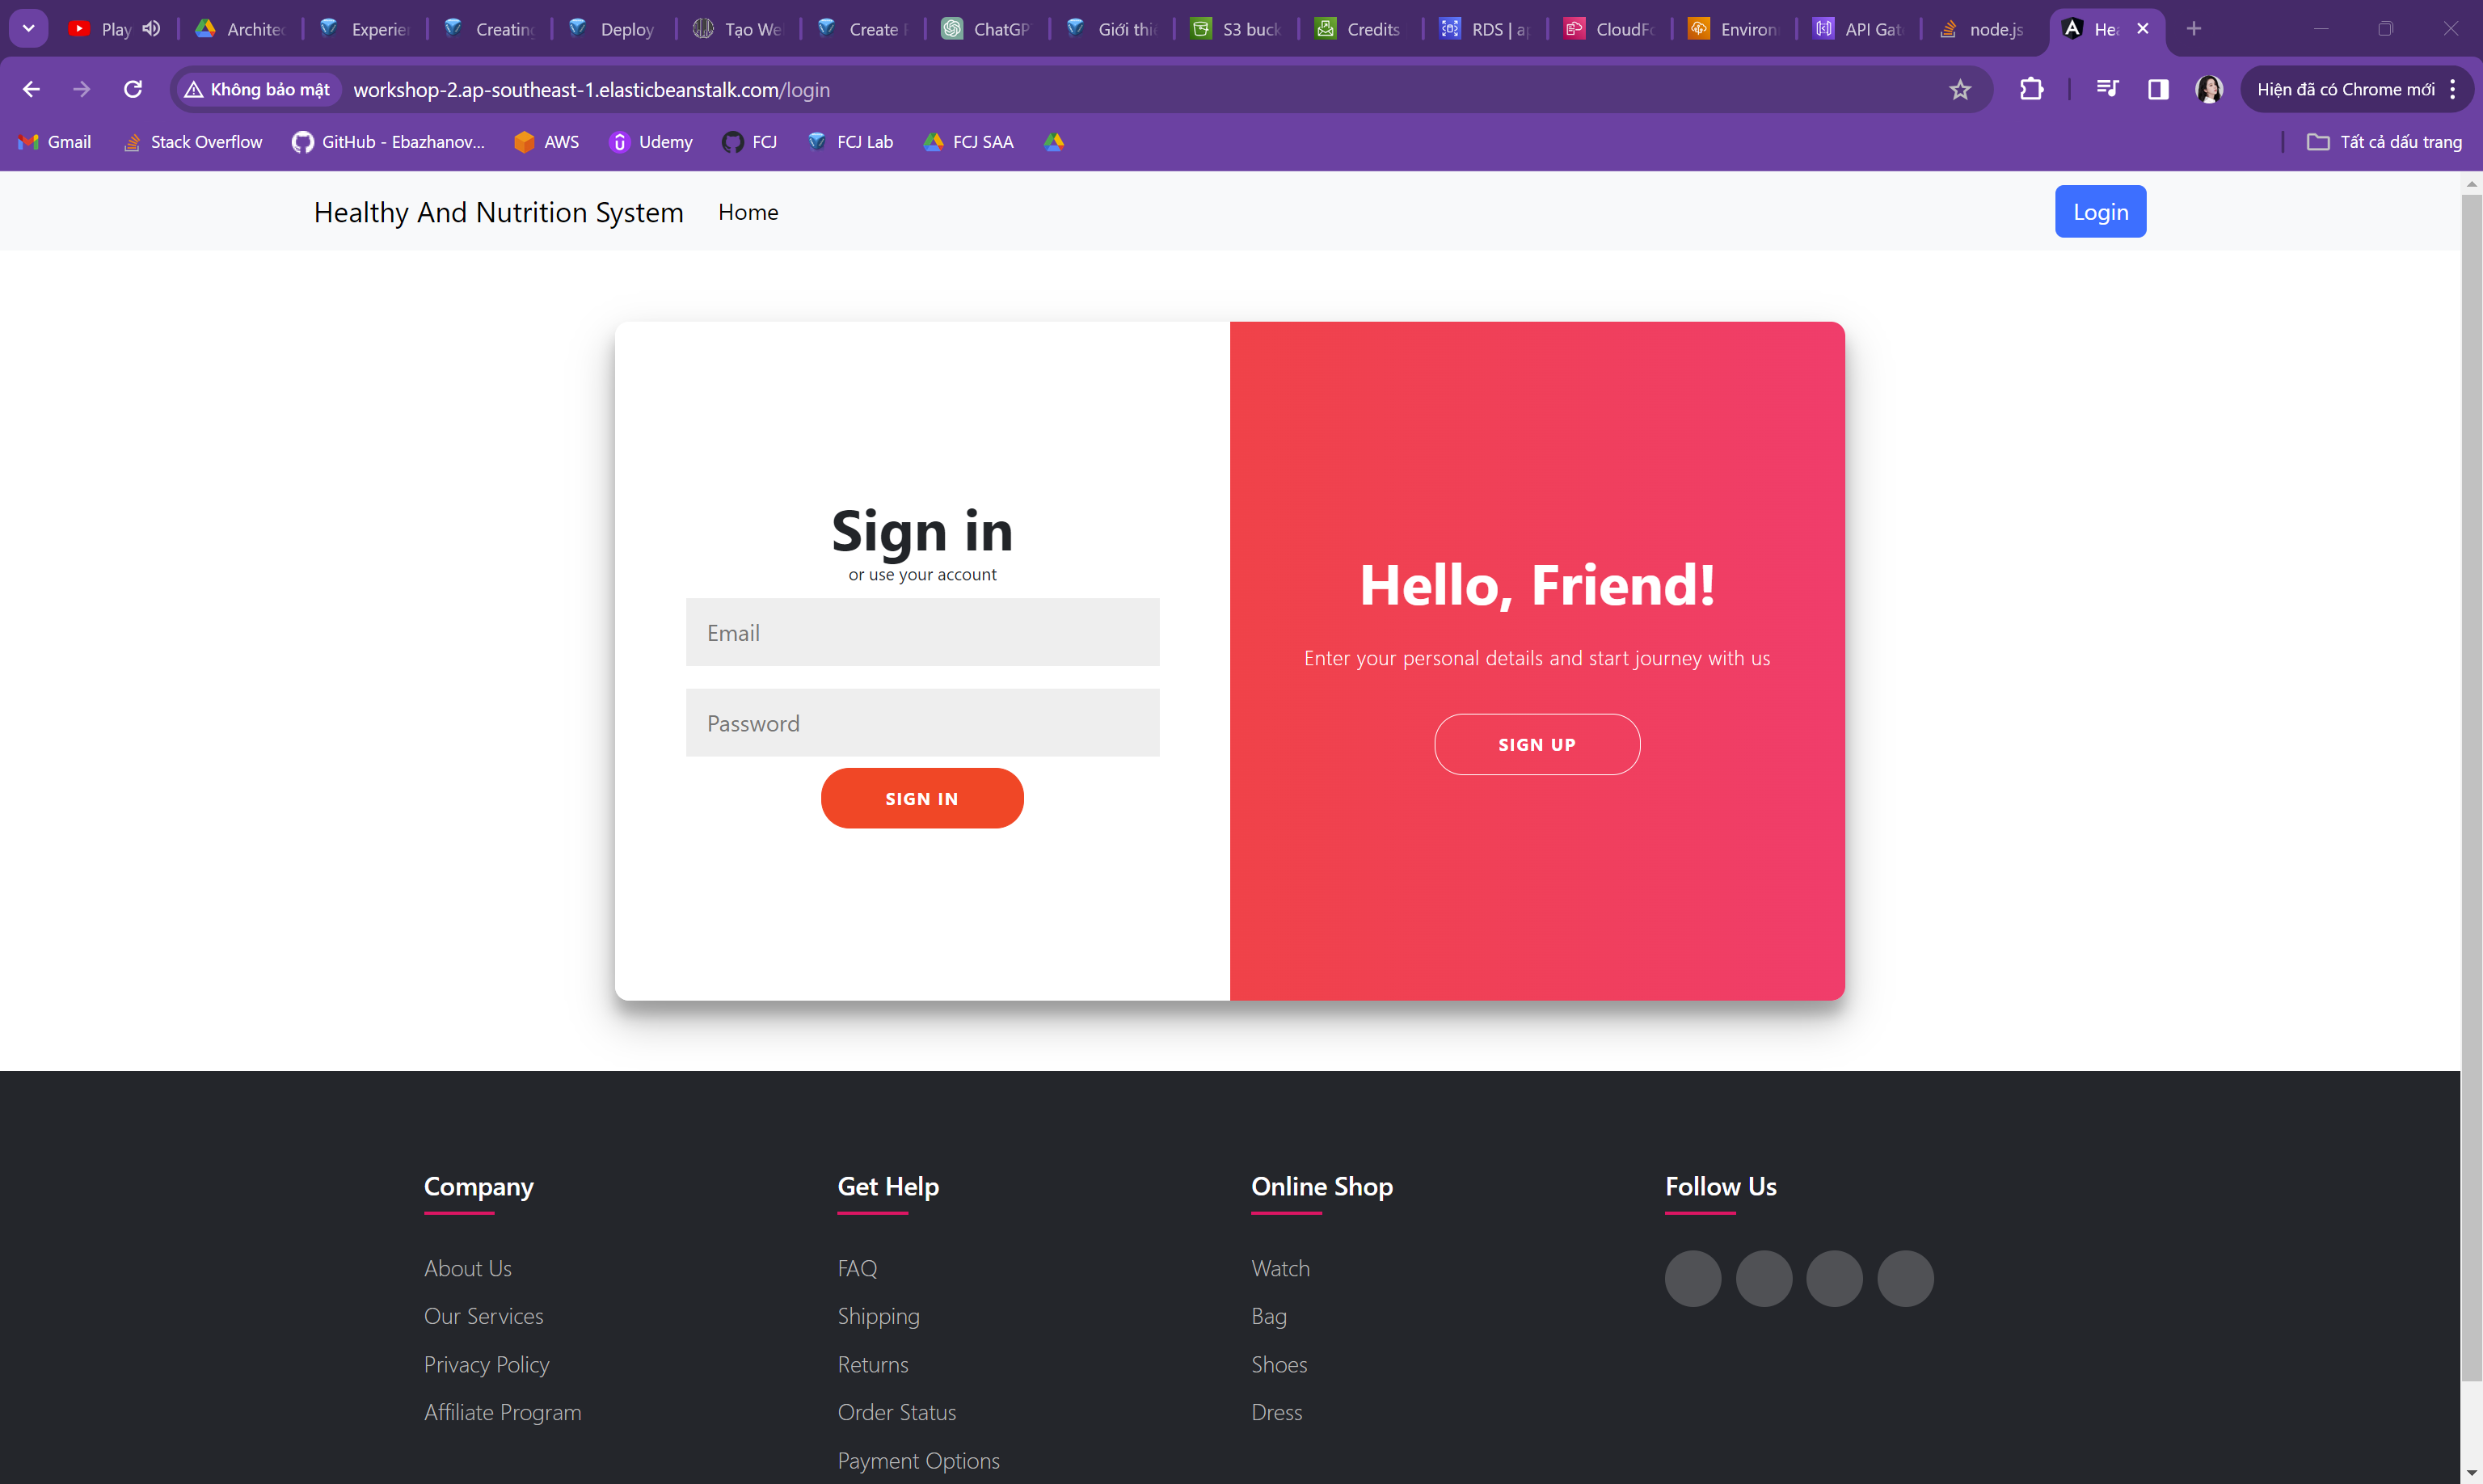 Play
Architec
Experier
Creating
Deploy
Tạo We
Create
ChatGP
Giới thi
S3 buck
Credits
RDS | a
CloudFo
Environ
API Gat
node.js
Hea
Không bảo mật
workshop-2.ap-southeast-1.elasticbeanstalk.com/login
Hiện đã có Chrome mới
Gmail
Stack Overflow
GitHub - Ebazhanov...
AWS
Udemy
FCJ
FCJ Lab
FCJ SAA
Tất cả dấu trang
Healthy And Nutrition System
Home
Login
Sign in
or use your account
Email
Password
SIGN IN
Hello, Friend!
Enter your personal details and start journey with us
SIGN UP
Company
About Us
Our Services
Privacy Policy
Affiliate Program
Get Help
FAQ
Shipping
Returns
Order Status
Payment Options
Online Shop
Watch
Bag
Shoes
Dress
Follow Us